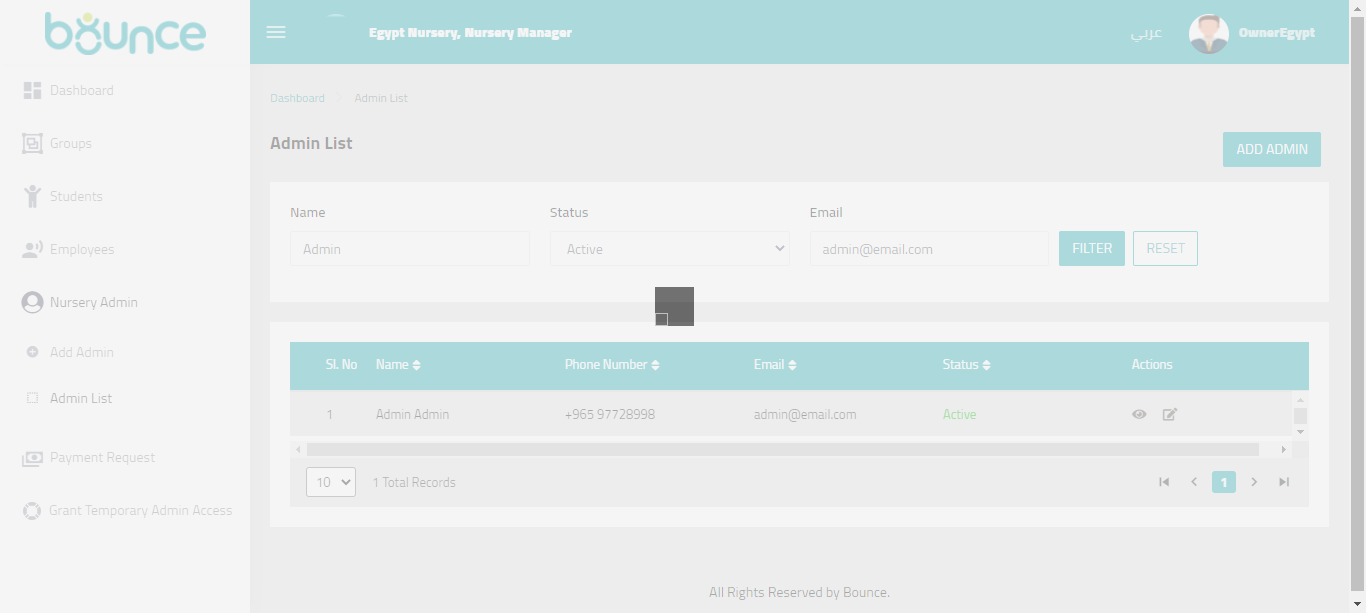 bounce
Egypt Nursery, Nursery Manager
عربي
OwnerEgypt
Dashboard
Groups
Students
Employees
Nursery Admin
Add Admin
Admin List
Payment Request
Grant Temporary Admin Access
Dashboard > Admin List
Admin List
ADD ADMIN
Name Status Email
Admin Active admin@email.com FILTER RESET
Sl. No Name Phone Number Email Status Actions
1 Admin Admin +965 97728998 admin@email.com Active
10 1 Total Records 1
All Rights Reserved by Bounce.